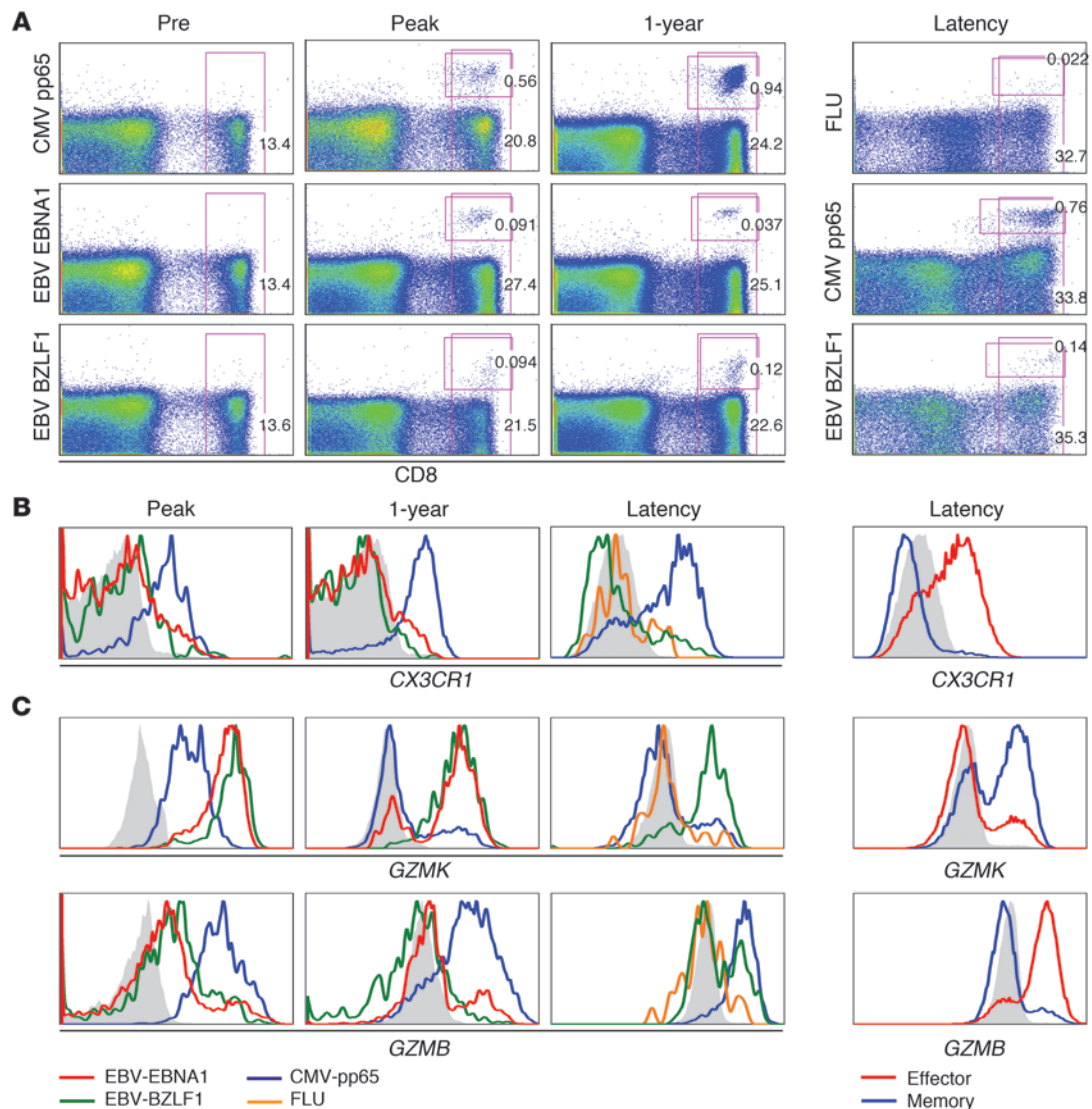 A
Pre
Peak
1-year
Latency
CMV pp65
13.4
0.56
20.8
0.94
24.2
FLU
0.022
32.7
EBV EBNA1
13.4
0.091
27.4
0.037
25.1
CMV pp65
0.76
33.8
EBV BZLF1
13.6
0.094
21.5
0.12
22.6
EBV BZLF1
0.14
35.3
CD8
B
Peak
1-year
Latency
Latency
CX3CR1
CX3CR1
C
GZMK
GZMK
GZMB
GZMB
EBV-EBNA1
CMV-pp65
Effector
EBV-BZLF1
FLU
Memory